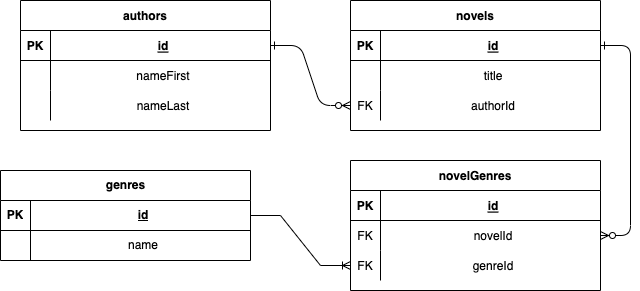 authors
PK id
nameFirst
nameLast
novels
PK id
title
FK authorId
genres
PK id
name
novelGenres
PK id
FK novelId
FK genreId